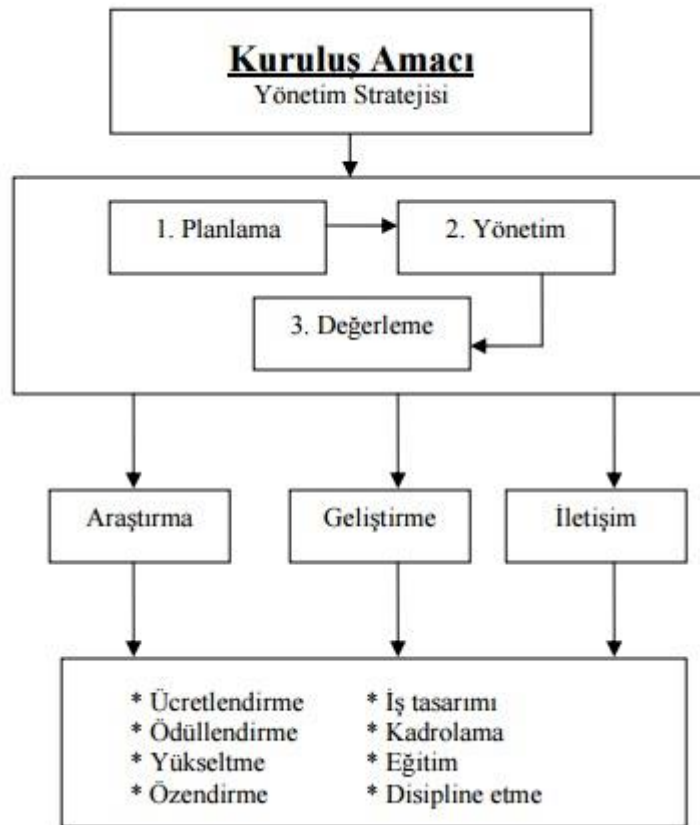 Kuruluş Amacı
Yönetim Stratejisi
1. Planlama
2. Yönetim
3. Değerleme
Araştırma
Geliştirme
İletişim
* Ücretlendirme
* Ödüllendirme
* Yükseltme
* Özendirme
* İş tasarımı
* Kadrolama
* Eğitim
* Disipline etme